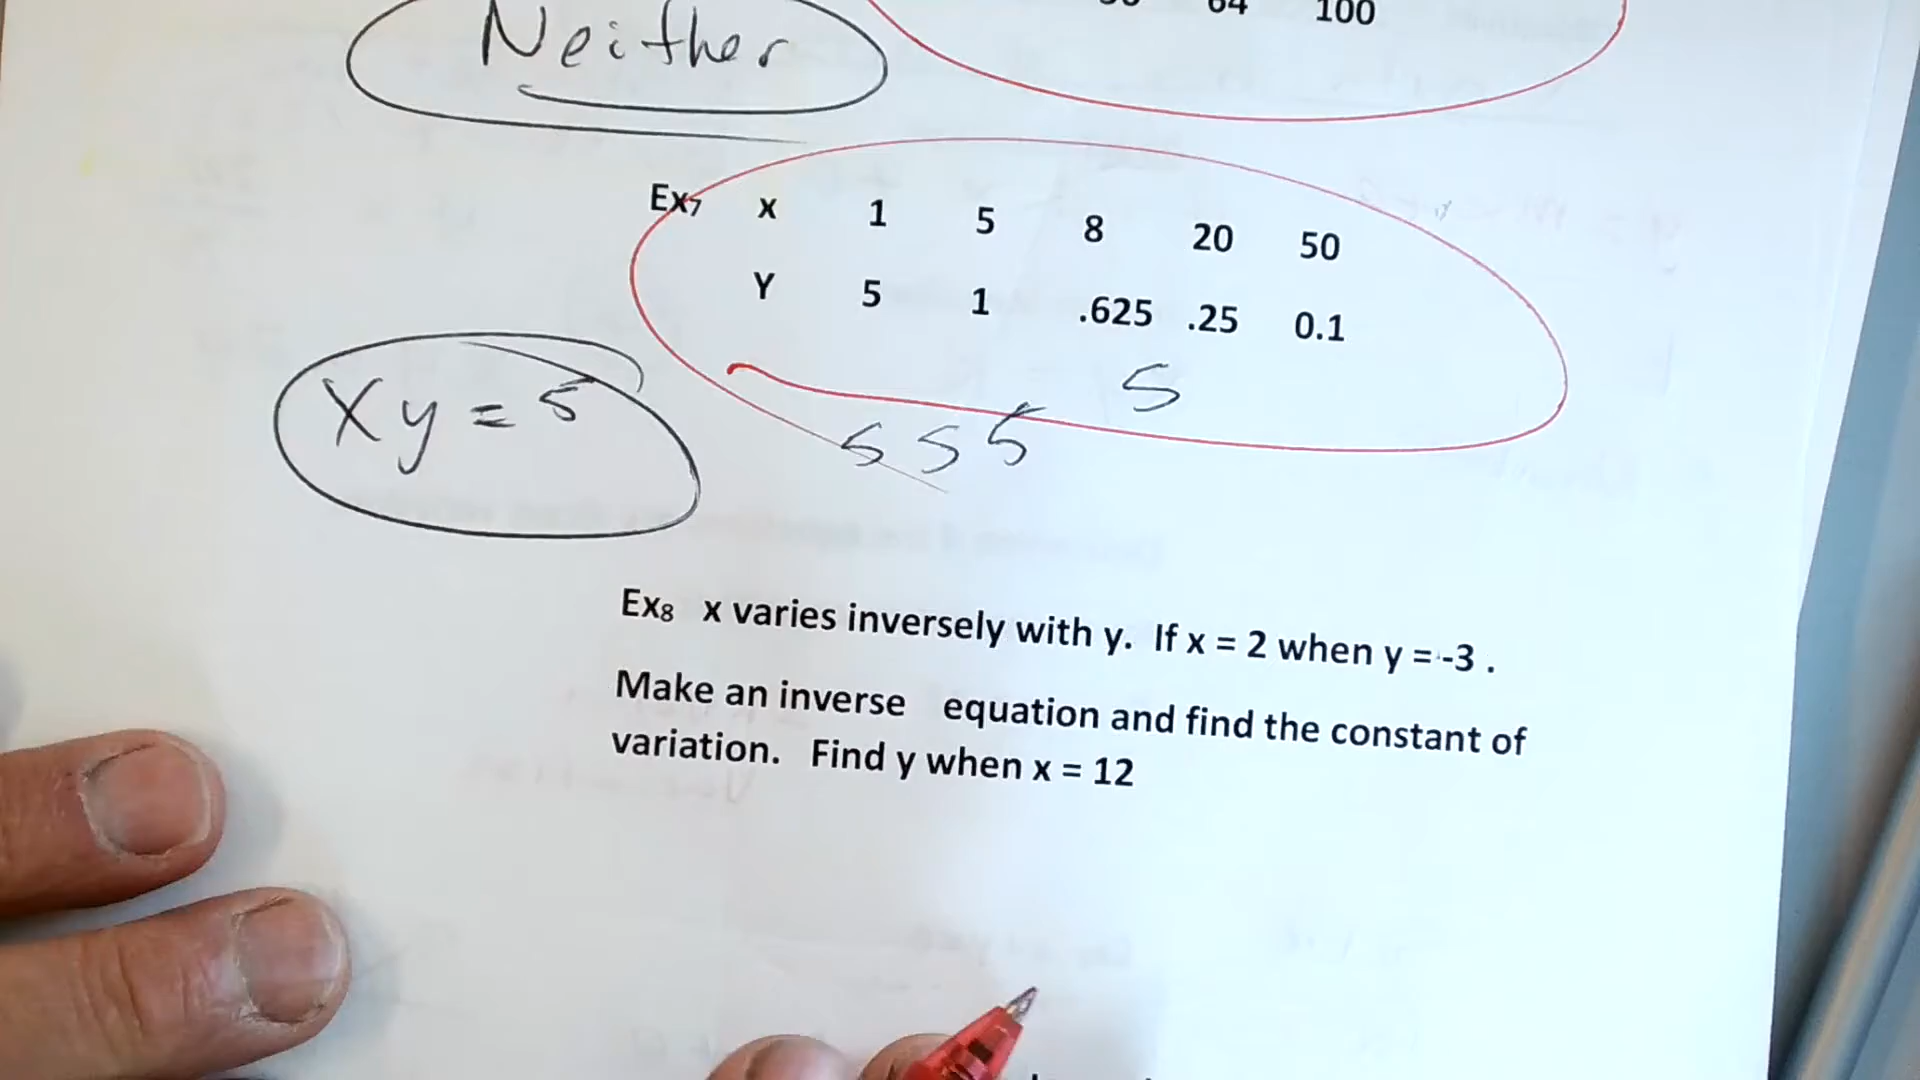 64 100
Neither
Ex7 x 1 5 8 20 50
Y 5 1 .625 .25 0.1
xy = 5
5 5 5 5
Ex8 x varies inversely with y. If x = 2 when y = -3 .
Make an inverse equation and find the constant of
variation. Find y when x = 12